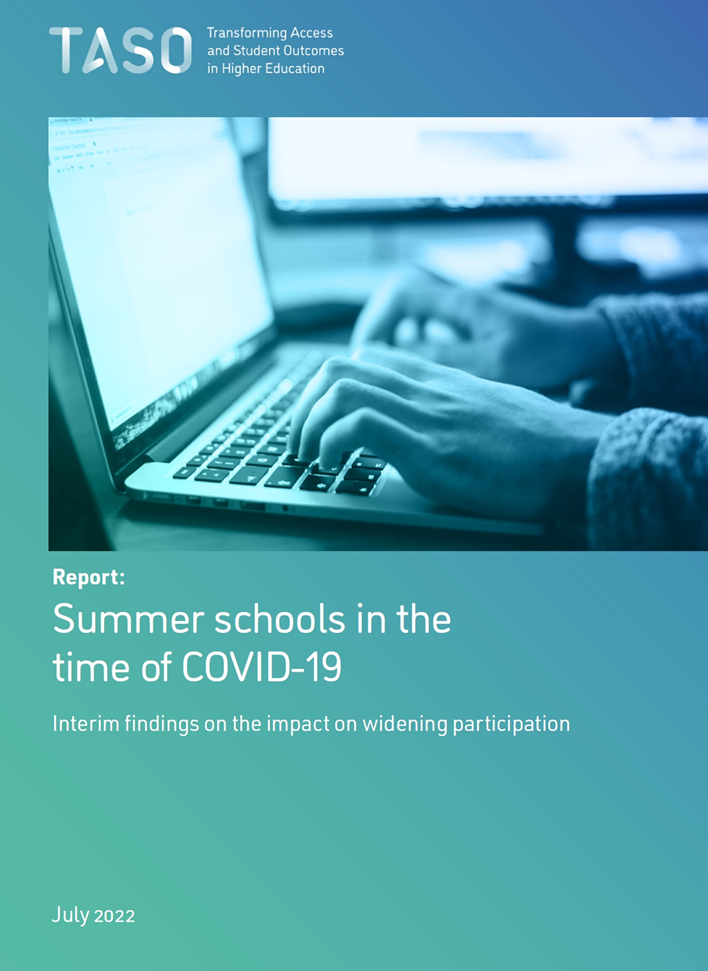 TASO
Transforming Access
and Student Outcomes
in Higher Education
Report:
Summer schools in the
time of COVID-19
Interim findings on the impact on widening participation
July 2022